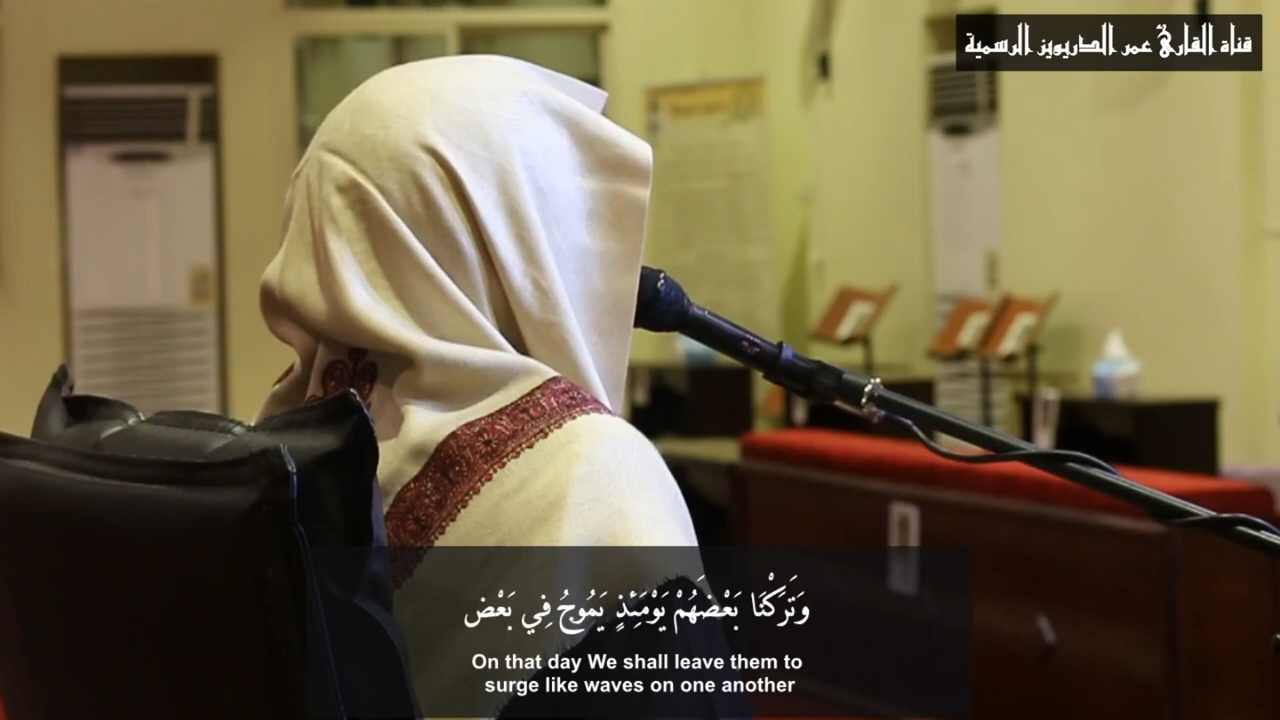 قناة القارئ عمر الدريويز الرسمية
وَتَرَكْنَا بَعْضَهُمْ يَوْمَئِذٍ يَمُوجُ فِي بَعْضٍ
On that day We shall leave them to
surge like waves on one another